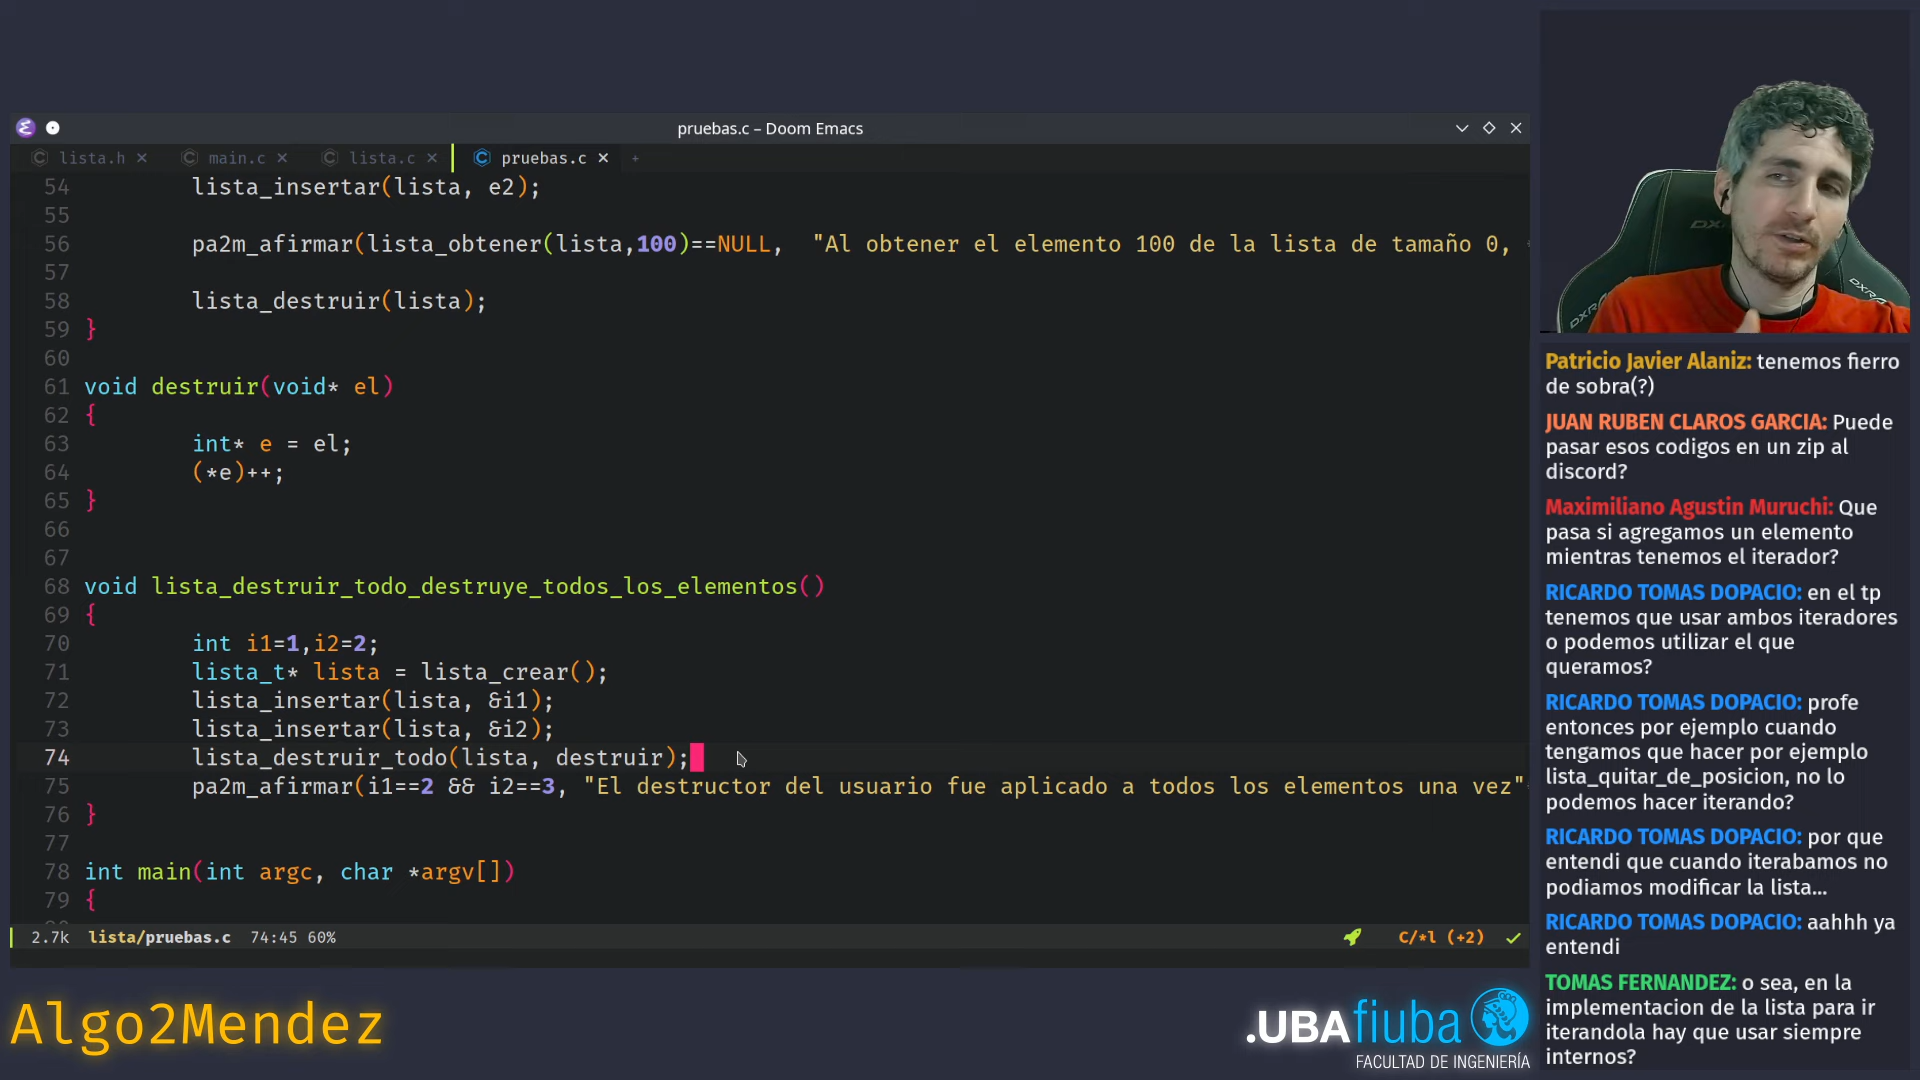 pruebas.c – Doom Emacs
lista.h
main.c
lista.c
pruebas.c
54 lista_insertar(lista, e2);
55
56 pa2m_afirmar(lista_obtener(lista,100)==NULL, "Al obtener el elemento 100 de la lista de tamaño 0,
57
58 lista_destruir(lista);
59 }
60
61 void destruir(void* el)
62 {
63 int* e = el;
64 (*e)++;
65 }
66
67
68 void lista_destruir_todo_destruye_todos_los_elementos()
69 {
70 int i1=1,i2=2;
71 lista_t* lista = lista_crear();
72 lista_insertar(lista, &i1);
73 lista_insertar(lista, &i2);
74 lista_destruir_todo(lista, destruir);
75 pa2m_afirmar(i1==2 && i2==3, "El destructor del usuario fue aplicado a todos los elementos una vez"
76 }
77
78 int main(int argc, char *argv[])
79 {
2.7k lista/pruebas.c 74:45 60%
C/*l (+2)
Algo2Mendez
.UBAfiuba
FACULTAD DE INGENIERÍA
DXRA
DXRA
DXRA
Patricio Javier Alaniz: tenemos fierro
de sobra(?)
JUAN RUBEN CLAROS GARCIA: Puede
pasar esos codigos en un zip al
discord?
Maximiliano Agustin Muruchi: Que
pasa si agregamos un elemento
mientras tenemos el iterador?
RICARDO TOMAS DOPACIO: en el tp
tenemos que usar ambos iteradores
o podemos utilizar el que
queramos?
RICARDO TOMAS DOPACIO: profe
entonces por ejemplo cuando
tengamos que hacer por ejemplo
lista_quitar_de_posicion, no lo
podemos hacer iterando?
RICARDO TOMAS DOPACIO: por que
entendi que cuando iterabamos no
podiamos modificar la lista...
RICARDO TOMAS DOPACIO: aahhh ya
entendi
TOMAS FERNANDEZ: o sea, en la
implementacion de la lista para ir
iterandola hay que usar siempre
internos?